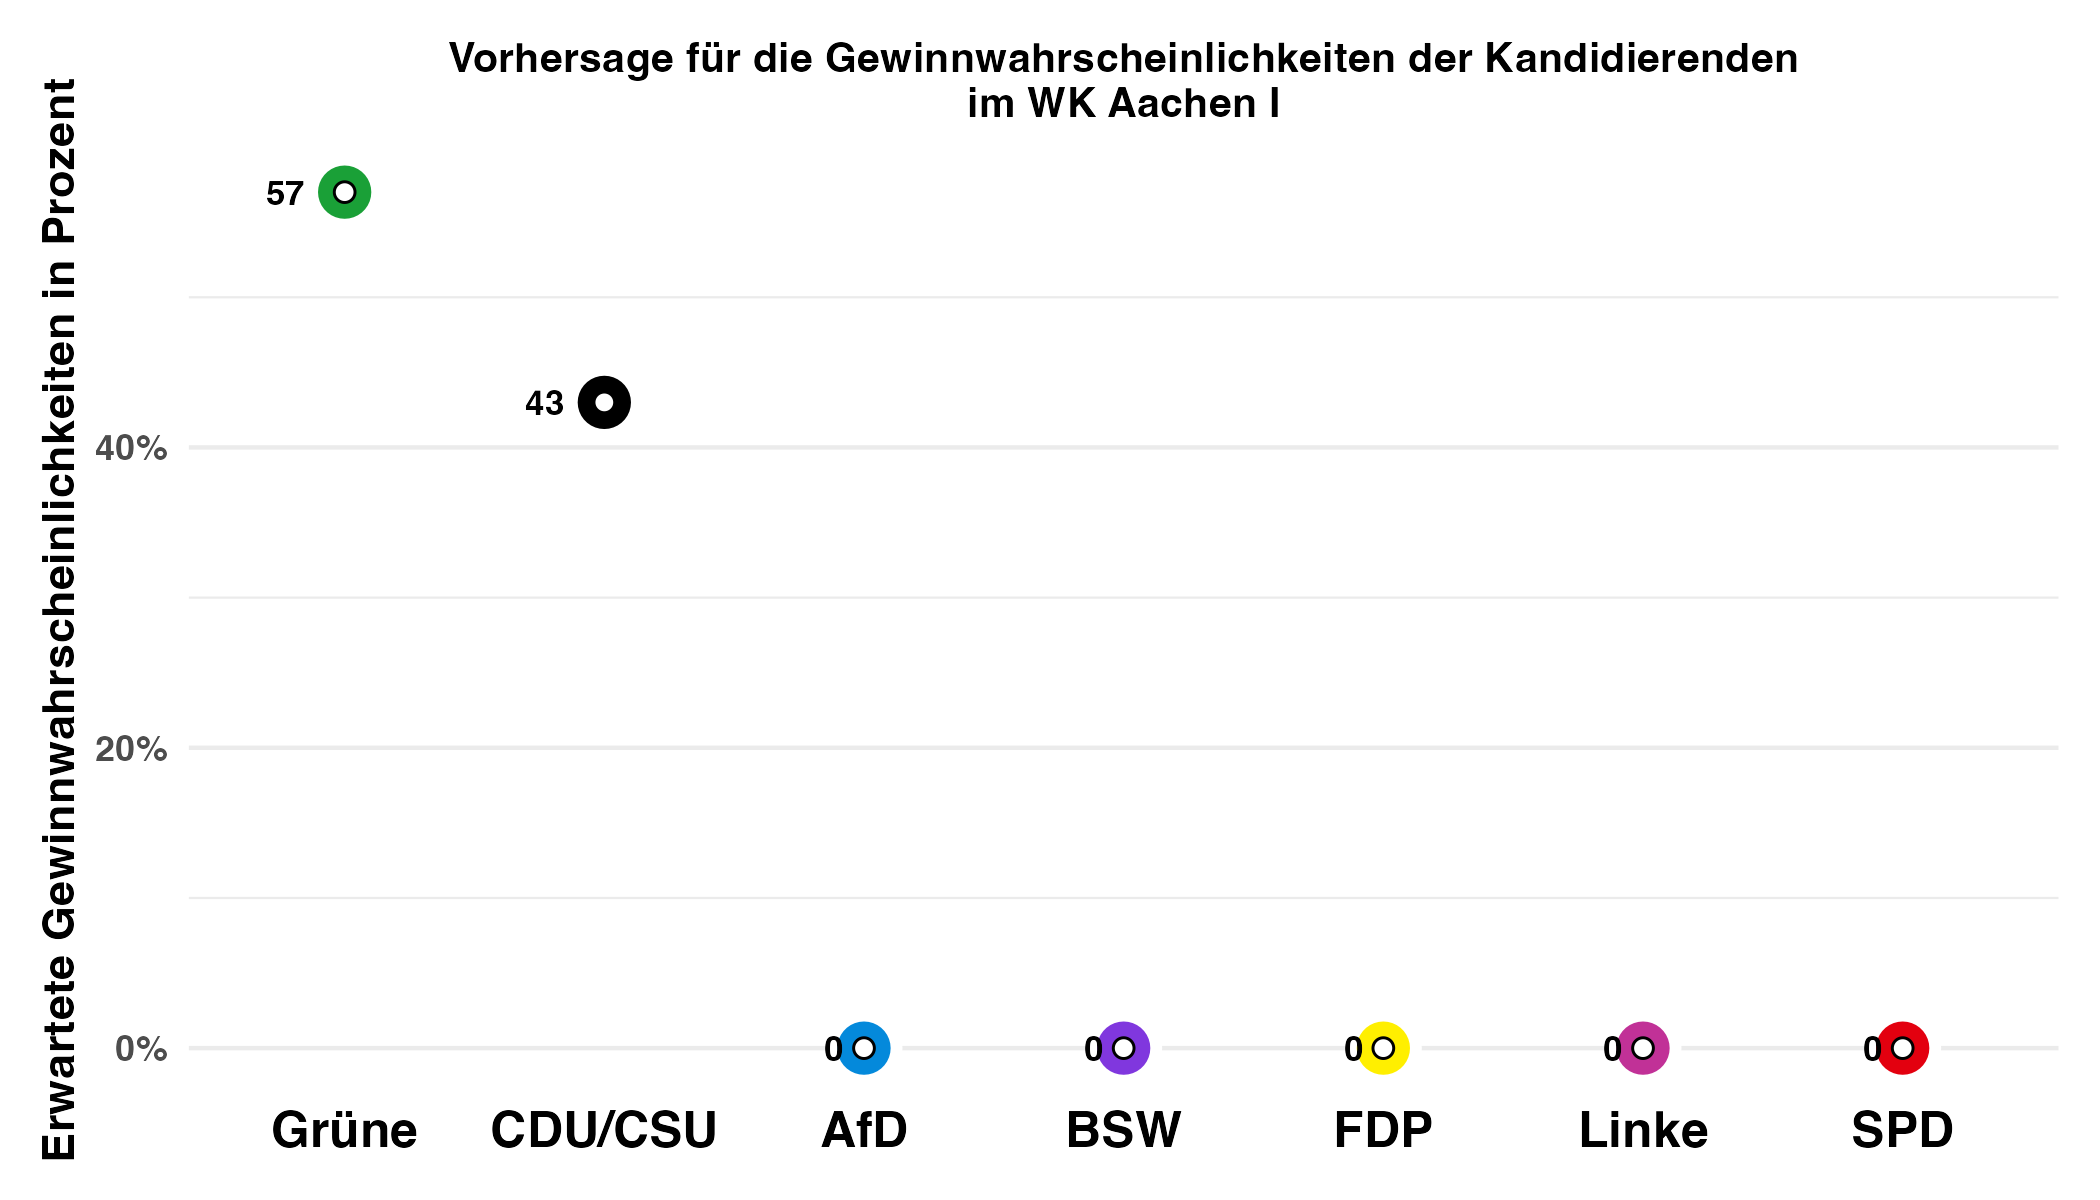 Vorhersage für die Gewinnwahrscheinlichkeiten der Kandidierenden
im WK Aachen I
Erwartete Gewinnwahrscheinlichkeiten in Prozent
57
43
40%
20%
0%
0
0
0
0
0
Grüne
CDU/CSU
AfD
BSW
FDP
Linke
SPD